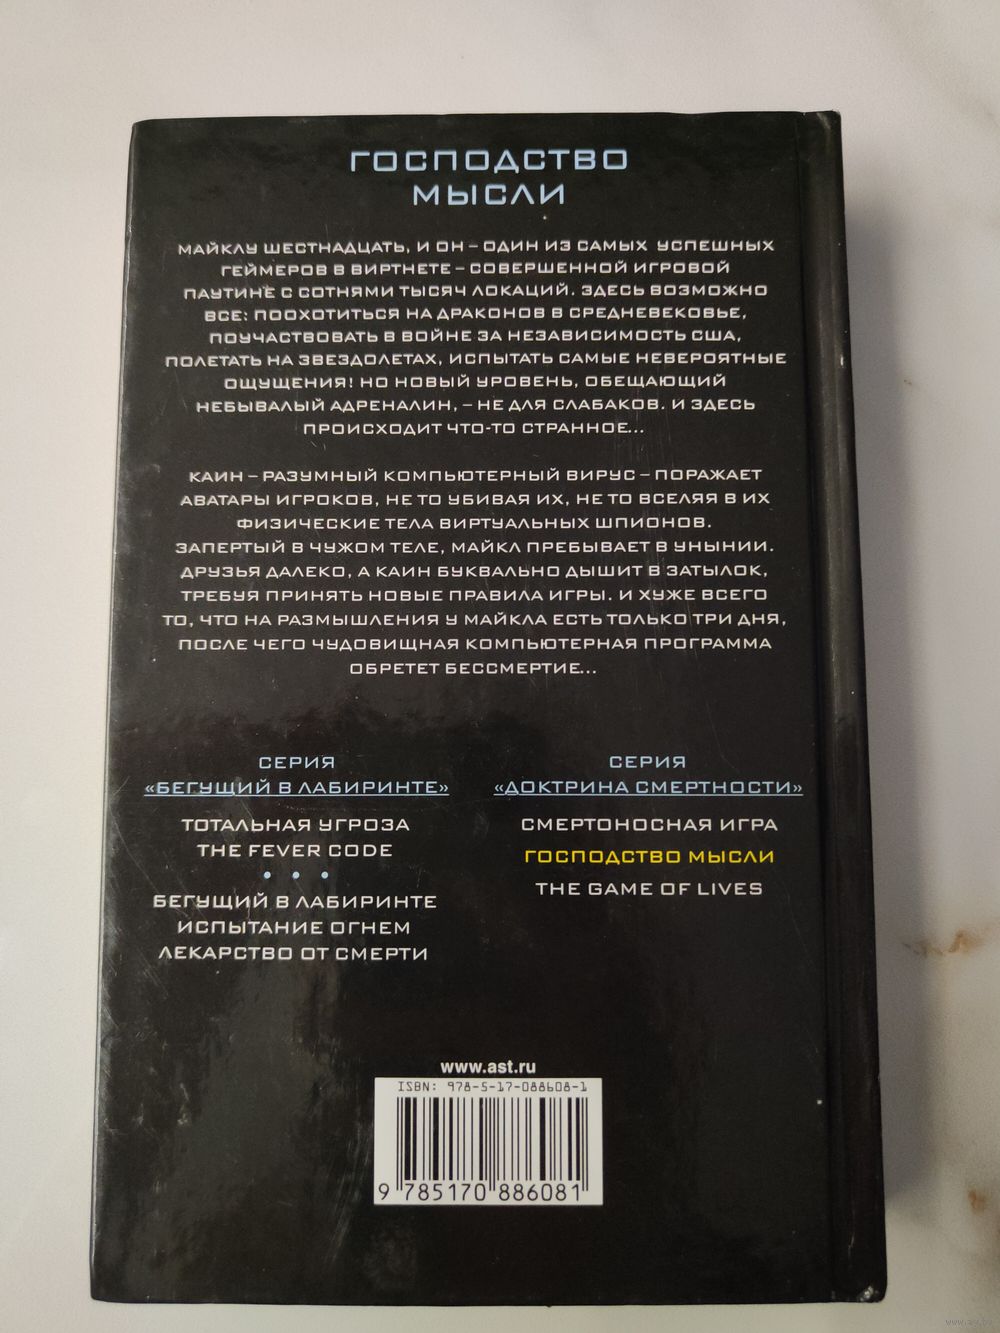 ГОСПОДСТВО
МЫСЛИ
МАЙКЛУ ШЕСТНАДЦАТЬ, И ОН – ОДИН ИЗ САМЫХ УСПЕШНЫХ
ГЕЙМЕРОВ В ВИРТНЕТЕ – СОВЕРШЕННОЙ ИГРОВОЙ
ПАУТИНЕ С СОТНЯМИ ТЫСЯЧ ЛОКАЦИЙ. ЗДЕСЬ ВОЗМОЖНО
ВСЕ: ПООХОТИТЬСЯ НА ДРАКОНОВ В СРЕДНЕВЕКОВЬЕ,
ПОУЧАСТВОВАТЬ В ВОЙНЕ ЗА НЕЗАВИСИМОСТЬ США,
ПОЛЕТАТЬ НА ЗВЕЗДОЛЕТАХ, ИСПЫТАТЬ САМЫЕ НЕВЕРОЯТНЫЕ
ОЩУЩЕНИЯ! НО НОВЫЙ УРОВЕНЬ, ОБЕЩАЮЩИЙ
НЕБЫВАЛЫЙ АДРЕНАЛИН, – НЕ ДЛЯ СЛАБАКОВ. И ЗДЕСЬ
ПРОИСХОДИТ ЧТО-ТО СТРАННОЕ...
КАИН – РАЗУМНЫЙ КОМПЬЮТЕРНЫЙ ВИРУС – ПОРАЖАЕТ
АВАТАРЫ ИГРОКОВ, НЕ ТО УБИВАЯ ИХ, НЕ ТО ВСЕЛЯЯ В ИХ
ФИЗИЧЕСКИЕ ТЕЛА ВИРТУАЛЬНЫХ ШПИОНОВ.
ЗАПЕРТЫЙ В ЧУЖОМ ТЕЛЕ, МАЙКЛ ПРЕБЫВАЕТ В УНЫНИИ.
ДРУЗЬЯ ДАЛЕКО, А КАИН БУКВАЛЬНО ДЫШИТ В ЗАТЫЛОК,
ТРЕБУЯ ПРИНЯТЬ НОВЫЕ ПРАВИЛА ИГРЫ. И ХУЖЕ ВСЕГО
ТО, ЧТО НА РАЗМЫШЛЕНИЯ У МАЙКЛА ЕСТЬ ТОЛЬКО ТРИ ДНЯ,
ПОСЛЕ ЧЕГО ЧУДОВИЩНАЯ КОМПЬЮТЕРНАЯ ПРОГРАММА
ОБРЕТЕТ БЕССМЕРТИЕ...
СЕРИЯ
«БЕГУЩИЙ В ЛАБИРИНТЕ»
ТОТАЛЬНАЯ УГРОЗА
THE FEVER CODE
• • •
БЕГУЩИЙ В ЛАБИРИНТЕ
ИСПЫТАНИЕ ОГНЕМ
ЛЕКАРСТВО ОТ СМЕРТИ
СЕРИЯ
«ДОКТРИНА СМЕРТНОСТИ»
СМЕРТОНОСНАЯ ИГРА
ГОСПОДСТВО МЫСЛИ
THE GAME OF LIVES
www.ast.ru
ISBN: 978-5-17-088608-1
9 785170 886081